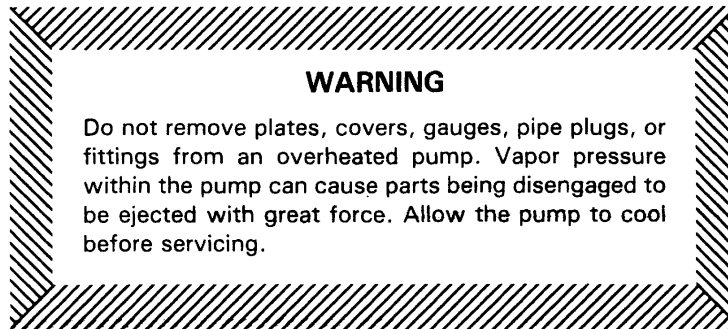 WARNING
Do not remove plates, covers, gauges, pipe plugs, or
fittings from an overheated pump. Vapor pressure
within the pump can cause parts being disengaged to
be ejected with great force. Allow the pump to cool
before servicing.